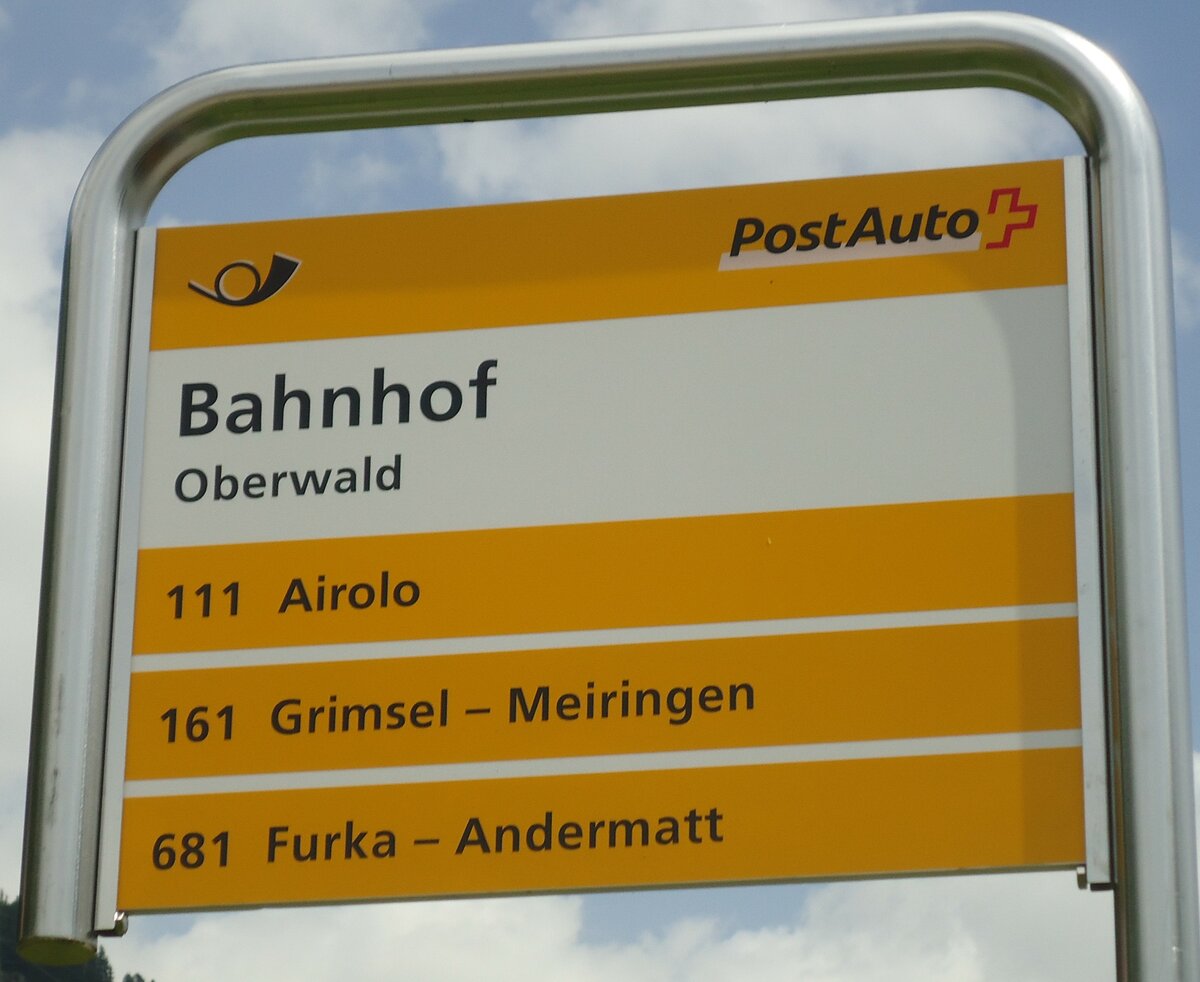 PostAuto
Bahnhof
Oberwald
111 Airolo
161 Grimsel – Meiringen
681 Furka – Andermatt